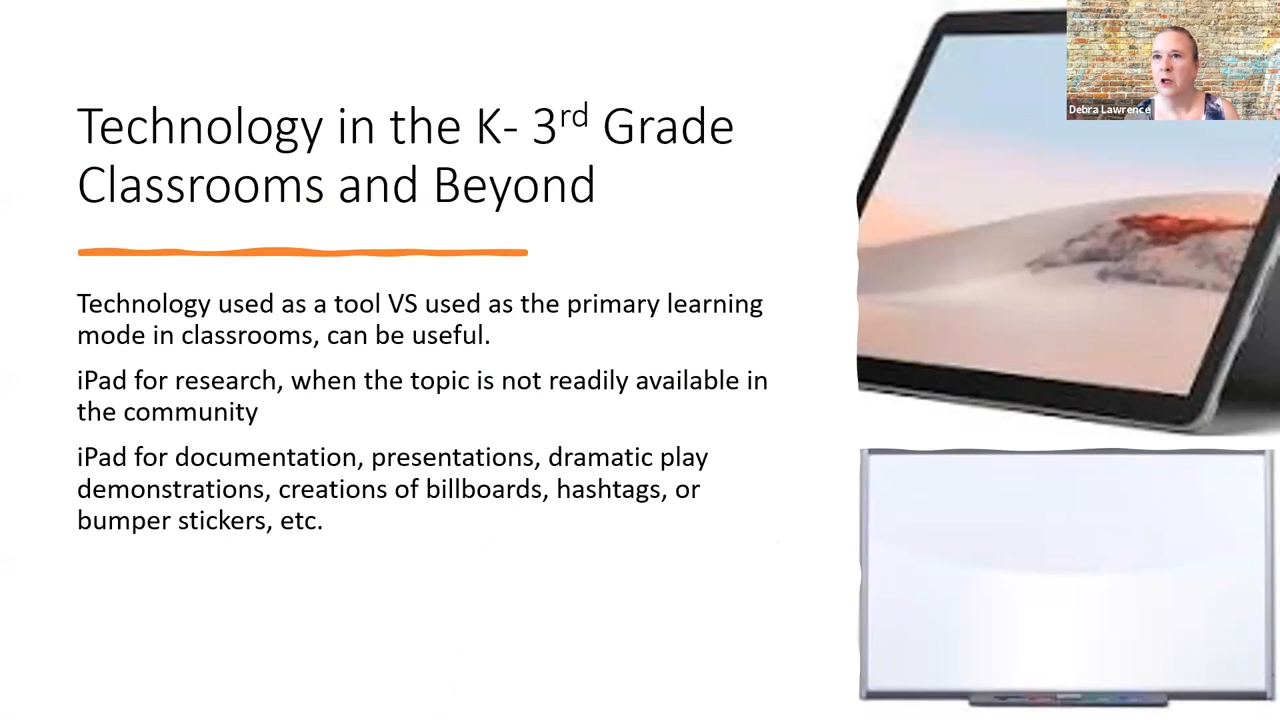 Technology in the K- 3rd Grade
Classrooms and Beyond
Technology used as a tool VS used as the primary learning
mode in classrooms, can be useful.
iPad for research, when the topic is not readily available in
the community
iPad for documentation, presentations, dramatic play
demonstrations, creations of billboards, hashtags, or
bumper stickers, etc.
Debra Lawrence